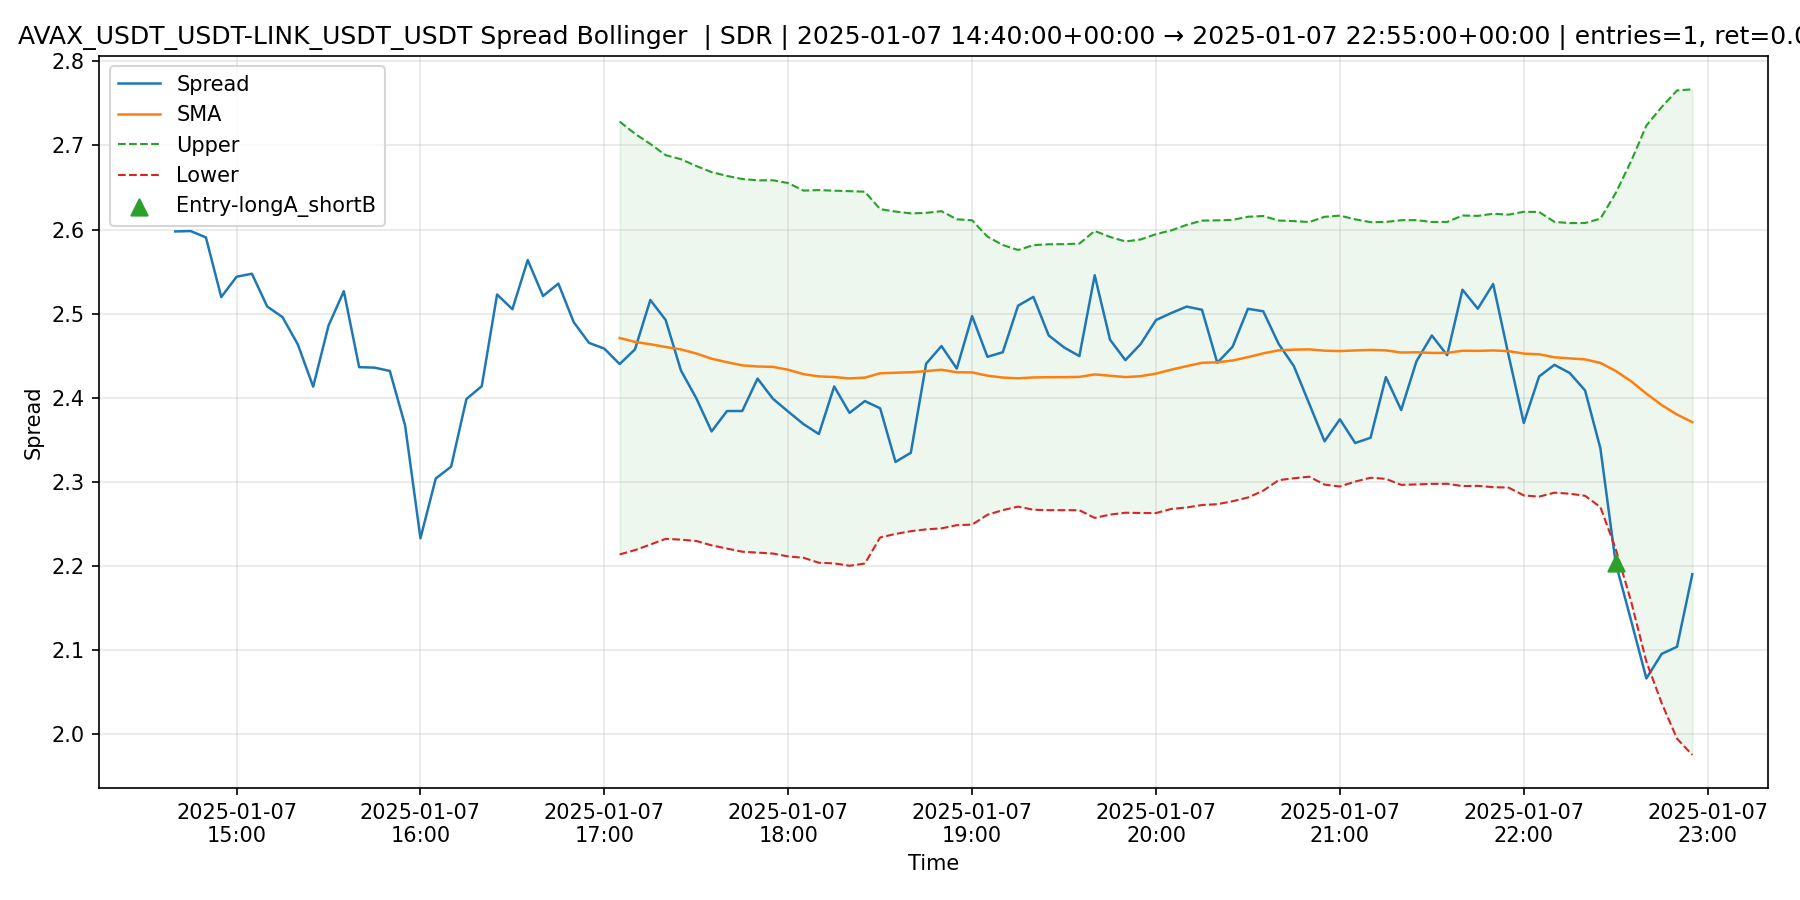 AVAX_USDT_USDT-LINK_USDT_USDT Spread Bollinger | SDR | 2025-01-07 14:40:00+00:00 → 2025-01-07 22:55:00+00:00 | entries=1, ret=0.0
Spread
SMA
Upper
Lower
Entry-longA_shortB
2.8
2.7
2.6
2.5
2.4
2.3
2.2
2.1
2.0
Spread
2025-01-07 2025-01-07 2025-01-07 2025-01-07 2025-01-07 2025-01-07 2025-01-07 2025-01-07 2025-01-07
15:00 16:00 17:00 18:00 19:00 20:00 21:00 22:00 23:00
Time